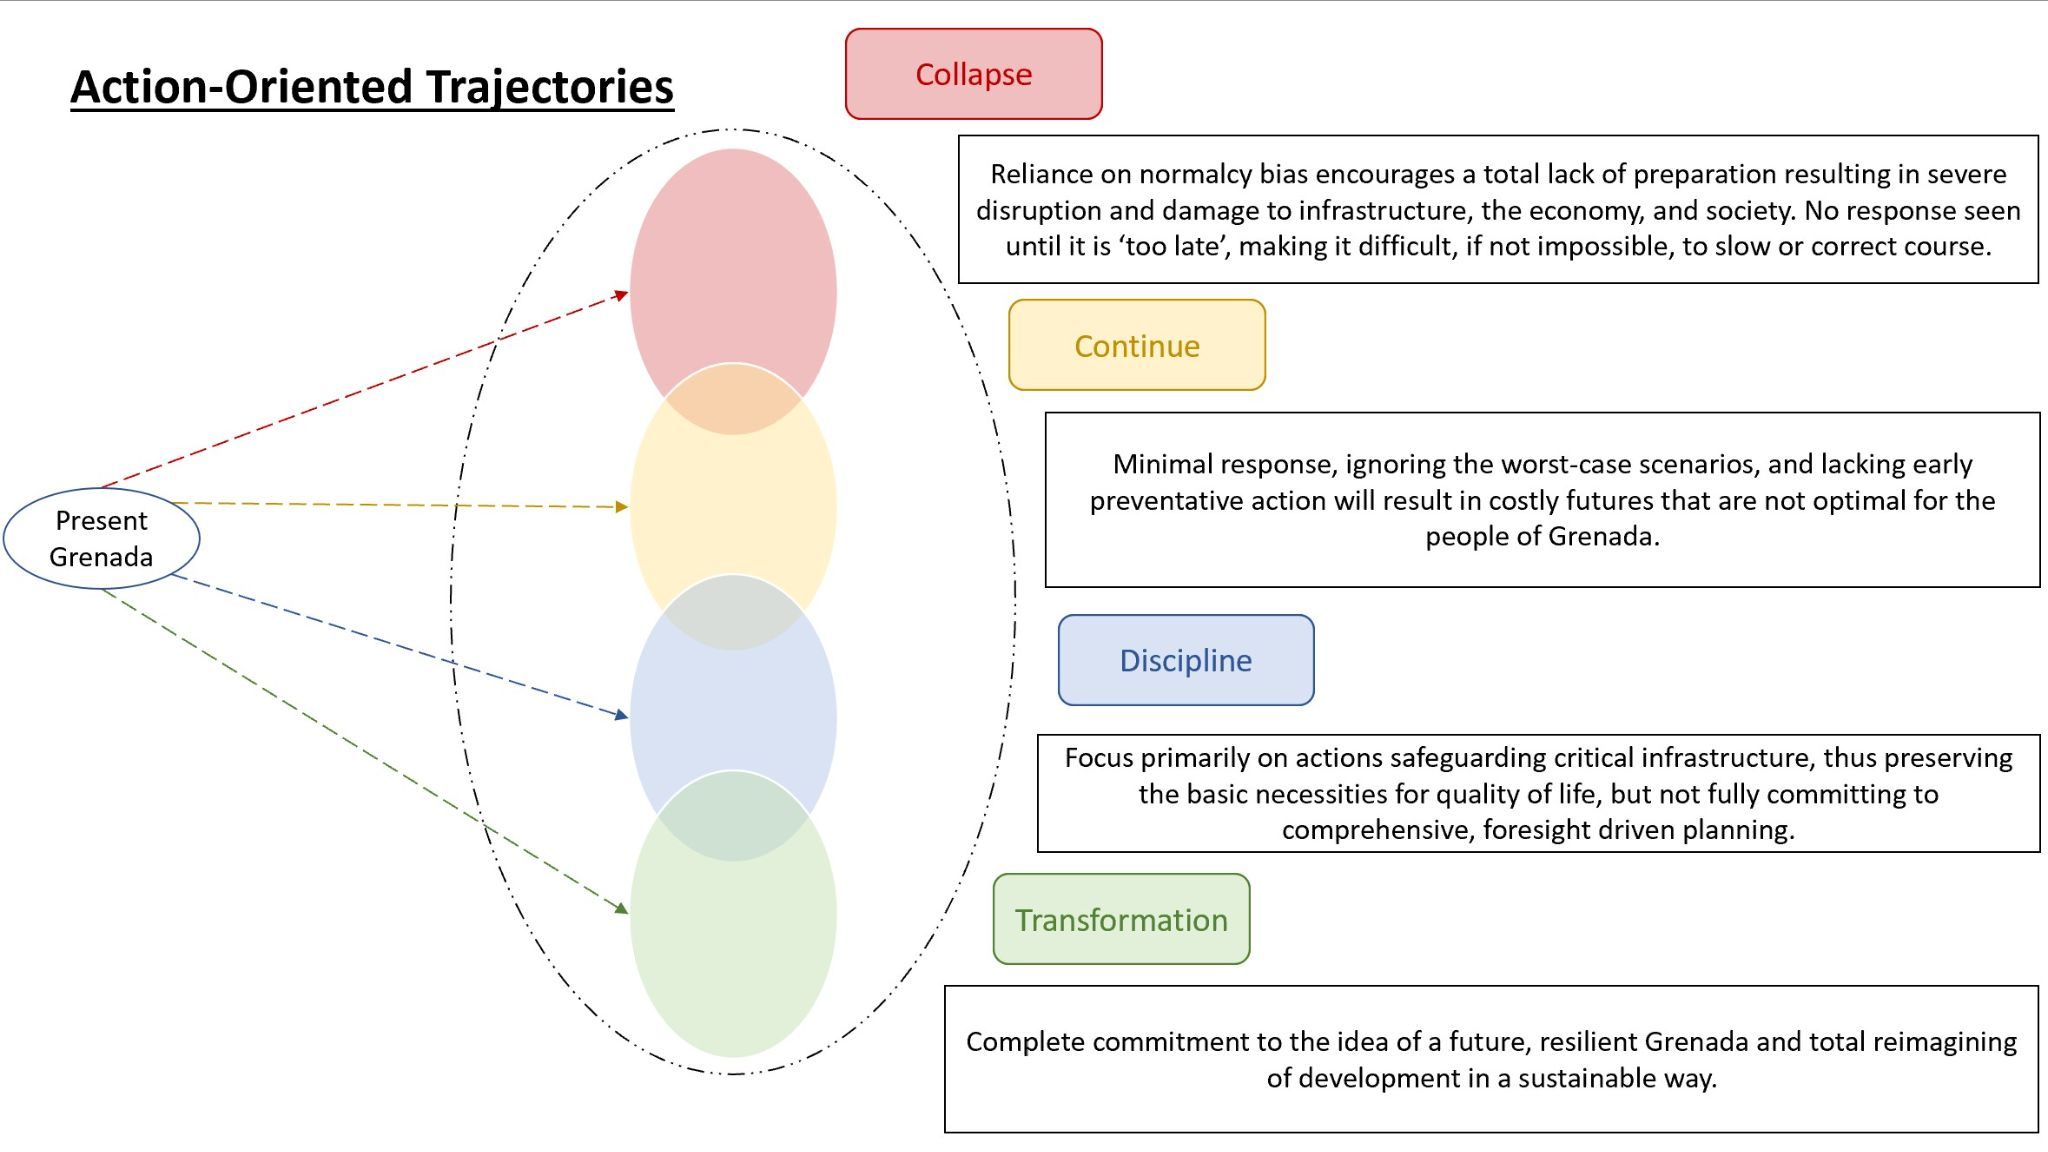 Action-Oriented Trajectories
Collapse
Reliance on normalcy bias encourages a total lack of preparation resulting in severe
disruption and damage to infrastructure, the economy, and society. No response seen
until it is ‘too late’, making it difficult, if not impossible, to slow or correct course.
Continue
Minimal response, ignoring the worst-case scenarios, and lacking early
preventative action will result in costly futures that are not optimal for the
people of Grenada.
Present
Grenada
Discipline
Focus primarily on actions safeguarding critical infrastructure, thus preserving
the basic necessities for quality of life, but not fully committing to
comprehensive, foresight driven planning.
Transformation
Complete commitment to the idea of a future, resilient Grenada and total reimagining
of development in a sustainable way.